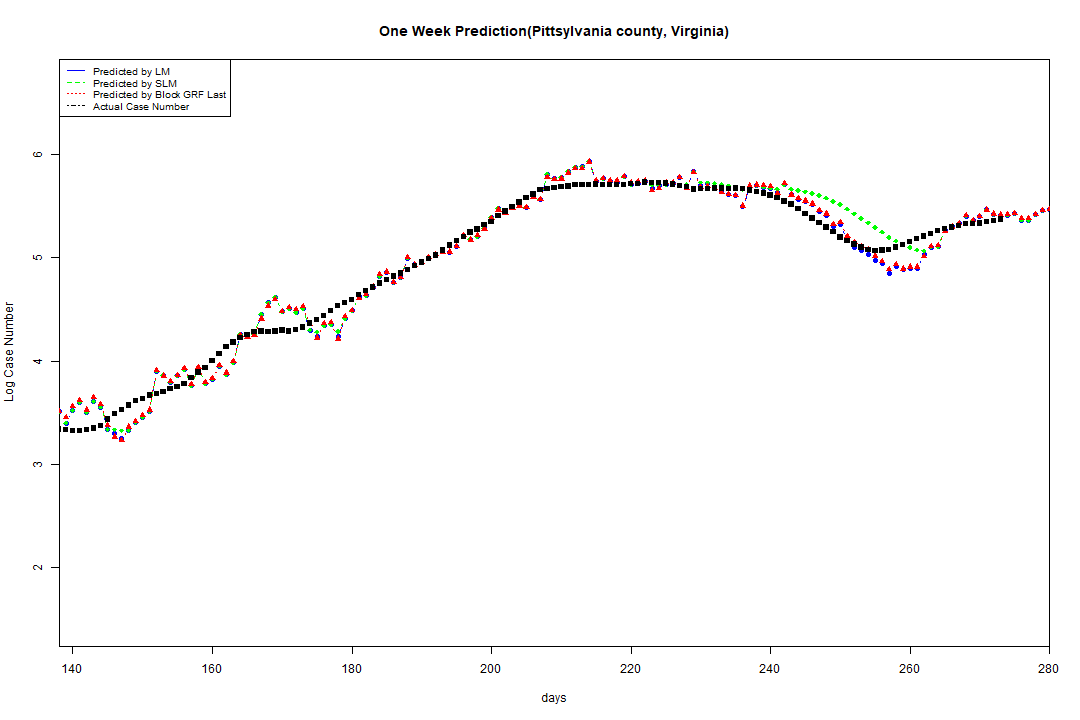 One Week Prediction(Pittsylvania county, Virginia)
Predicted by LM
Predicted by SLM
Predicted by Block GRF Last
Actual Case Number
6
5
4
3
2
Log Case Number
140 160 180 200 220 240 260 280
days